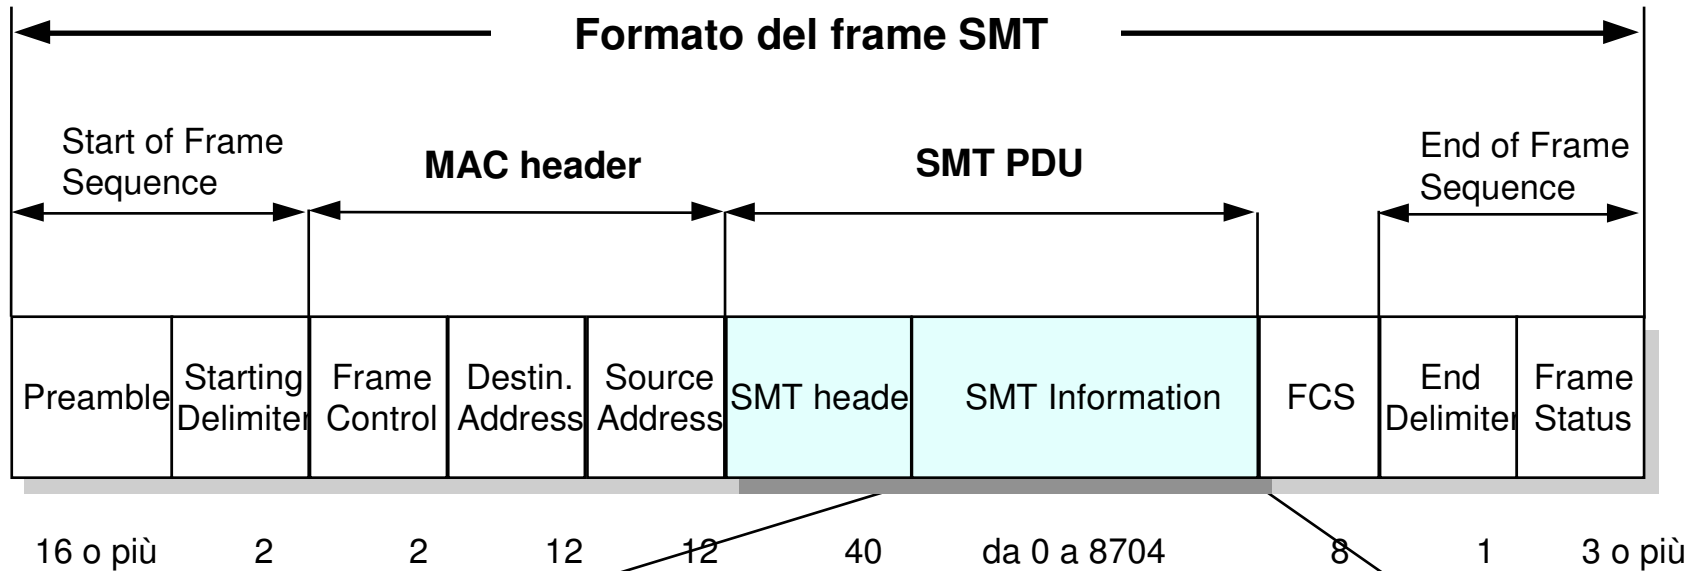 Formato del frame SMT
Start of Frame
Sequence
MAC header
SMT PDU
End of Frame
Sequence
Preamble
Starting
Delimiter
Frame
Control
Destin.
Address
Source
Address
SMT heade
SMT Information
FCS
End
Delimiter
Frame
Status
16 o più
2
2
12
12
40
da 0 a 8704
8
1
3 o più